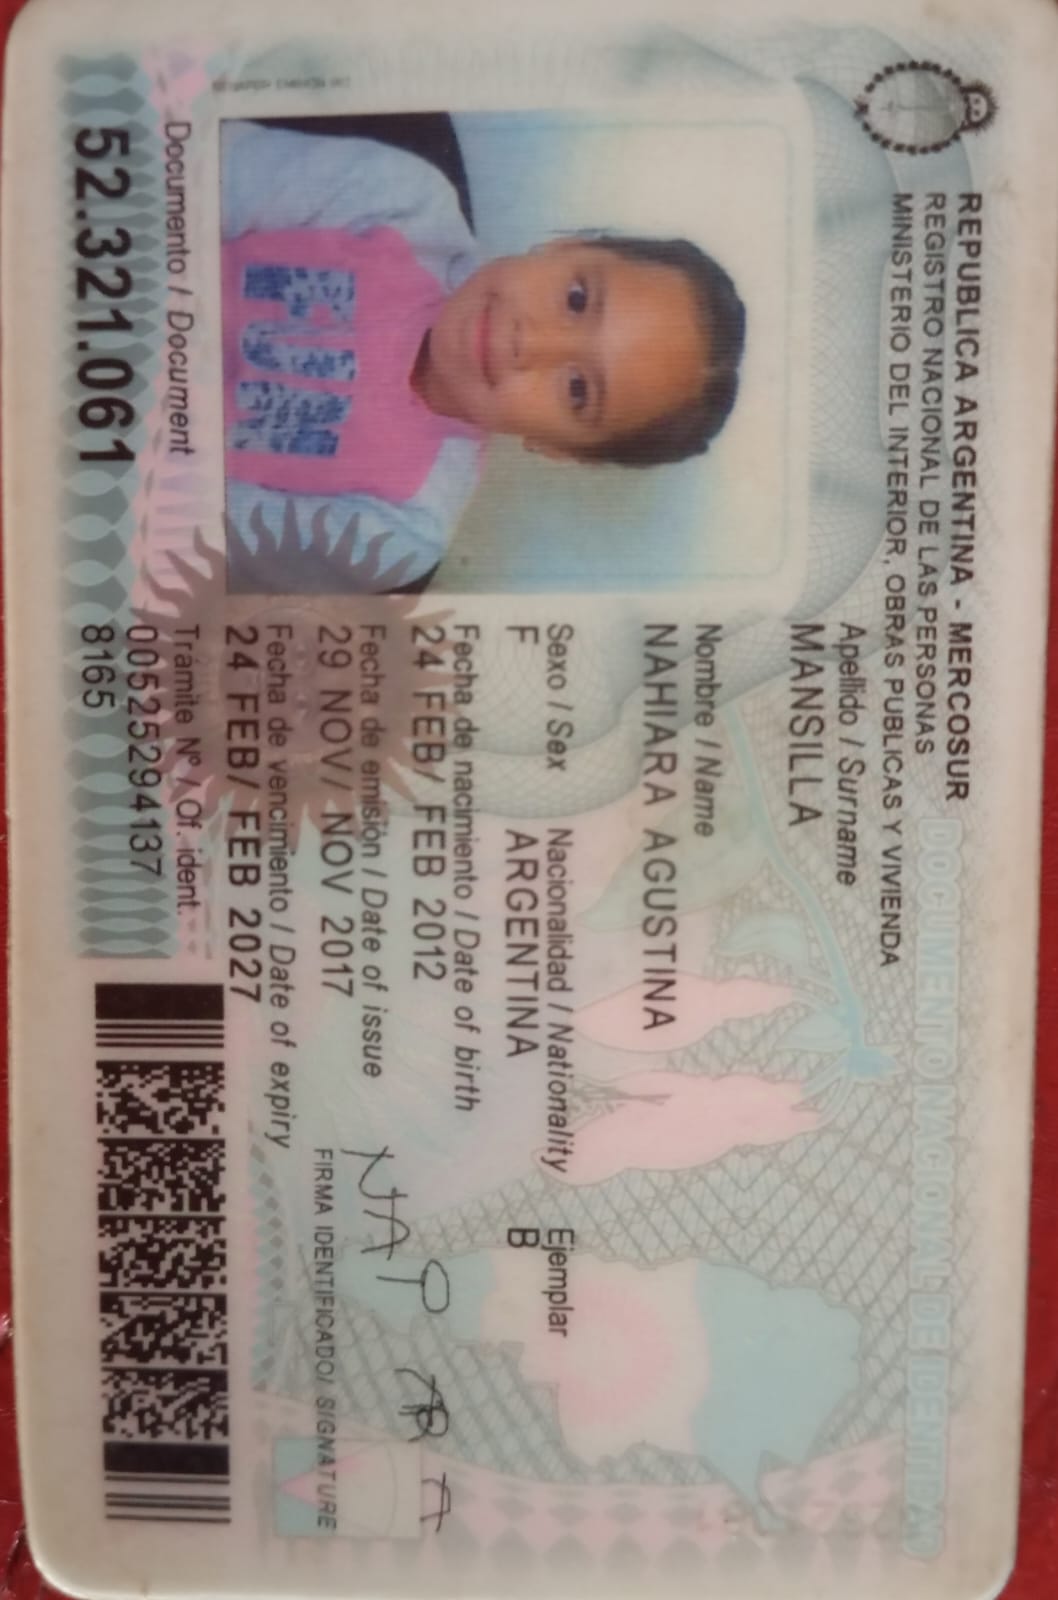 REPUBLICA ARGENTINA - MERCOSUR
REGISTRO NACIONAL DE LAS PERSONAS
MINISTERIO DEL INTERIOR, OBRAS PUBLICAS Y VIVIENDA
DOCUMENTO NACIONAL DE IDENTIDAD
Apellido / Surname
MANSILLA
Nombre / Name
NAHIARA AGUSTINA
Sexo / Sex Nacionalidad / Nationality Ejemplar
F ARGENTINA B
Fecha de nacimiento / Date of birth
24 FEB/ FEB 2012
Fecha de emisión / Date of issue
29 NOV/ NOV 2017
Fecha de vencimiento / Date of expiry
24 FEB/ FEB 2027
FIRMA IDENTIFICADO/ SIGNATURE
Documento / Document
52.321.061
Tramite Nº / Of. ident.
00525294137
8165